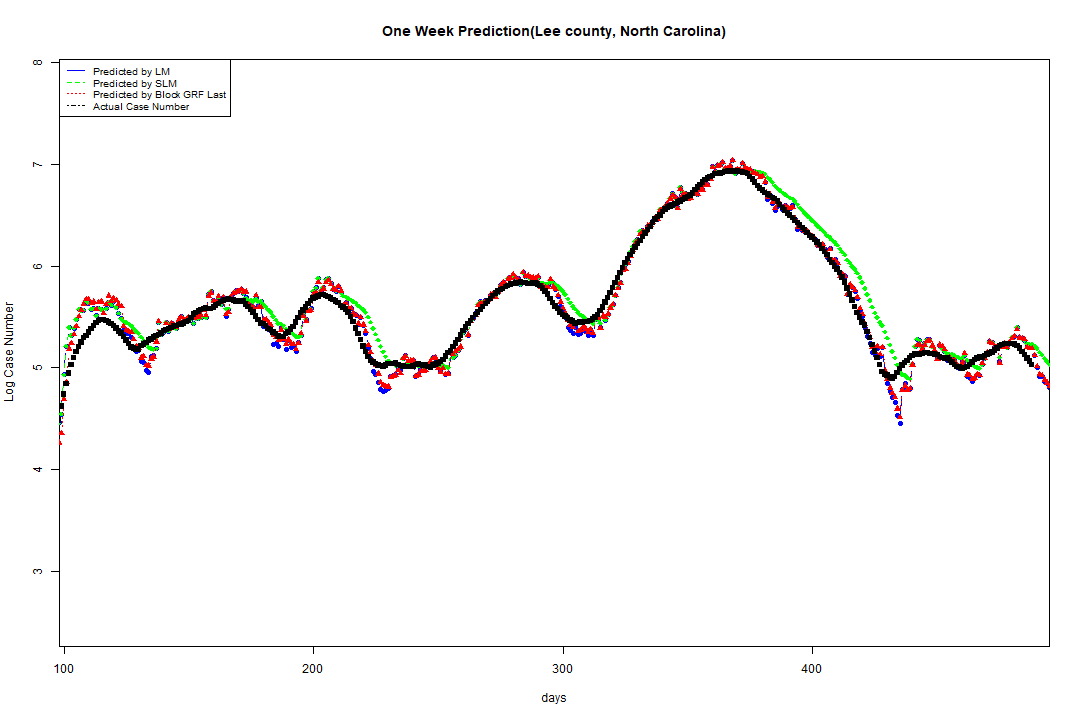 One Week Prediction(Lee county, North Carolina)
8
Predicted by LM
Predicted by SLM
Predicted by Block GRF Last
Actual Case Number
7
6
5
4
3
Log Case Number
100 200 300 400
days